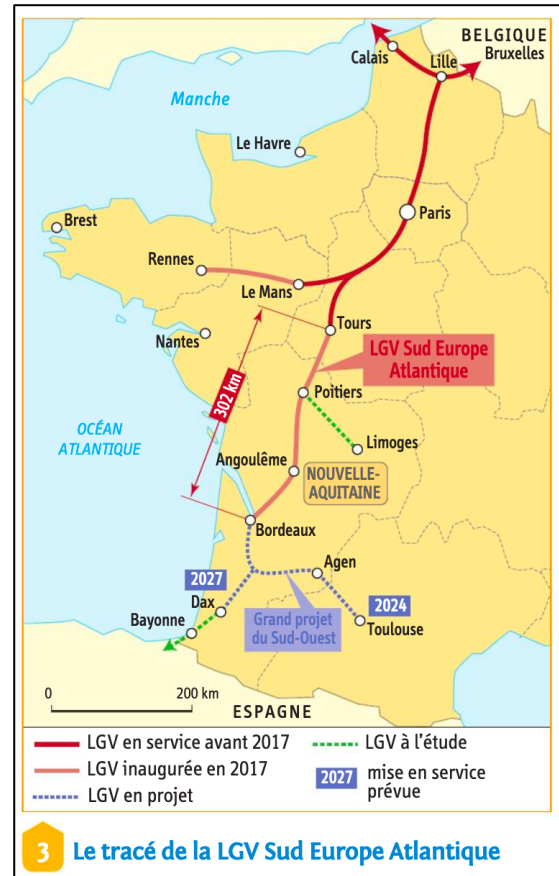 BELGIQUE
Bruxelles
Calais
Lille
Manche
Le Havre
Paris
Brest
Rennes
Le Mans
Tours
Nantes
LGV Sud Europe
Atlantique
302 km
Poitiers
OCÉAN
ATLANTIQUE
Limoges
Angoulême
NOUVELLE-
AQUITAINE
Bordeaux
Agen
2027
Dax
2024
Grand projet
du Sud-Ouest
Bayonne
Toulouse
0 200 km
ESPAGNE
LGV en service avant 2017
LGV inaugurée en 2017
LGV en projet
LGV à l'étude
2027 mise en service
prévue
3 Le tracé de la LGV Sud Europe Atlantique